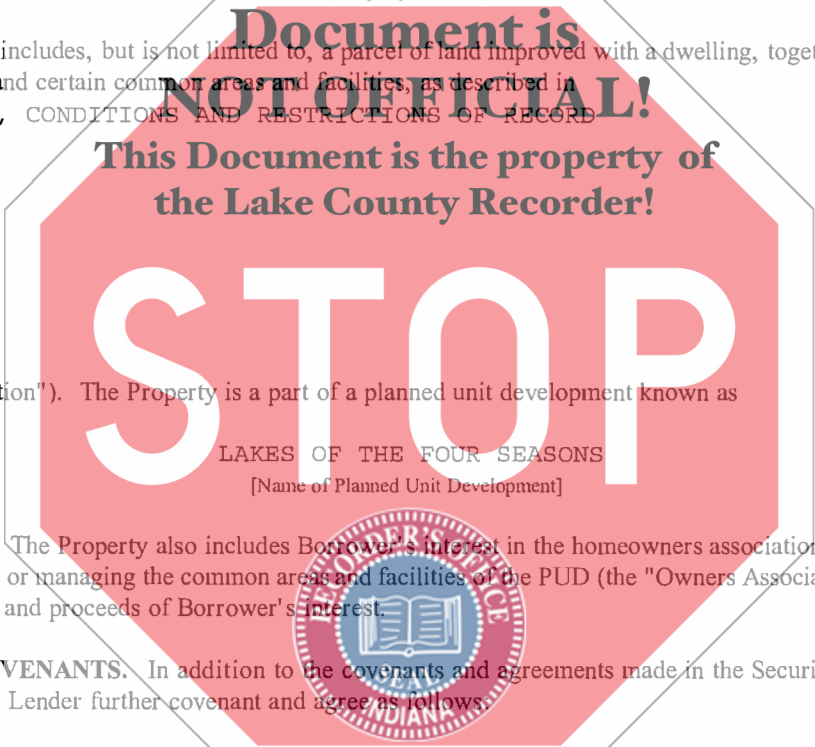 Document is
includes, but is not limited to, a parcel of land improved with a dwelling, toget
nd certain common areas and facilities, as described in
NOT OFFICIAL!
, CONDITIONS AND RESTRICTIONS OF RECORD
This Document is the property of
the Lake County Recorder!
STOP
tion"). The Property is a part of a planned unit development known as
LAKES OF THE FOUR SEASONS
[Name of Planned Unit Development]
The Property also includes Borrower's interest in the homeowners association
or managing the common areas and facilities of the PUD (the "Owners Associa
and proceeds of Borrower's interest.
RECORDER'S OFFICE
SEAL
INDIANA
VENANTS. In addition to the covenants and agreements made in the Securi
Lender further covenant and agree as follows: